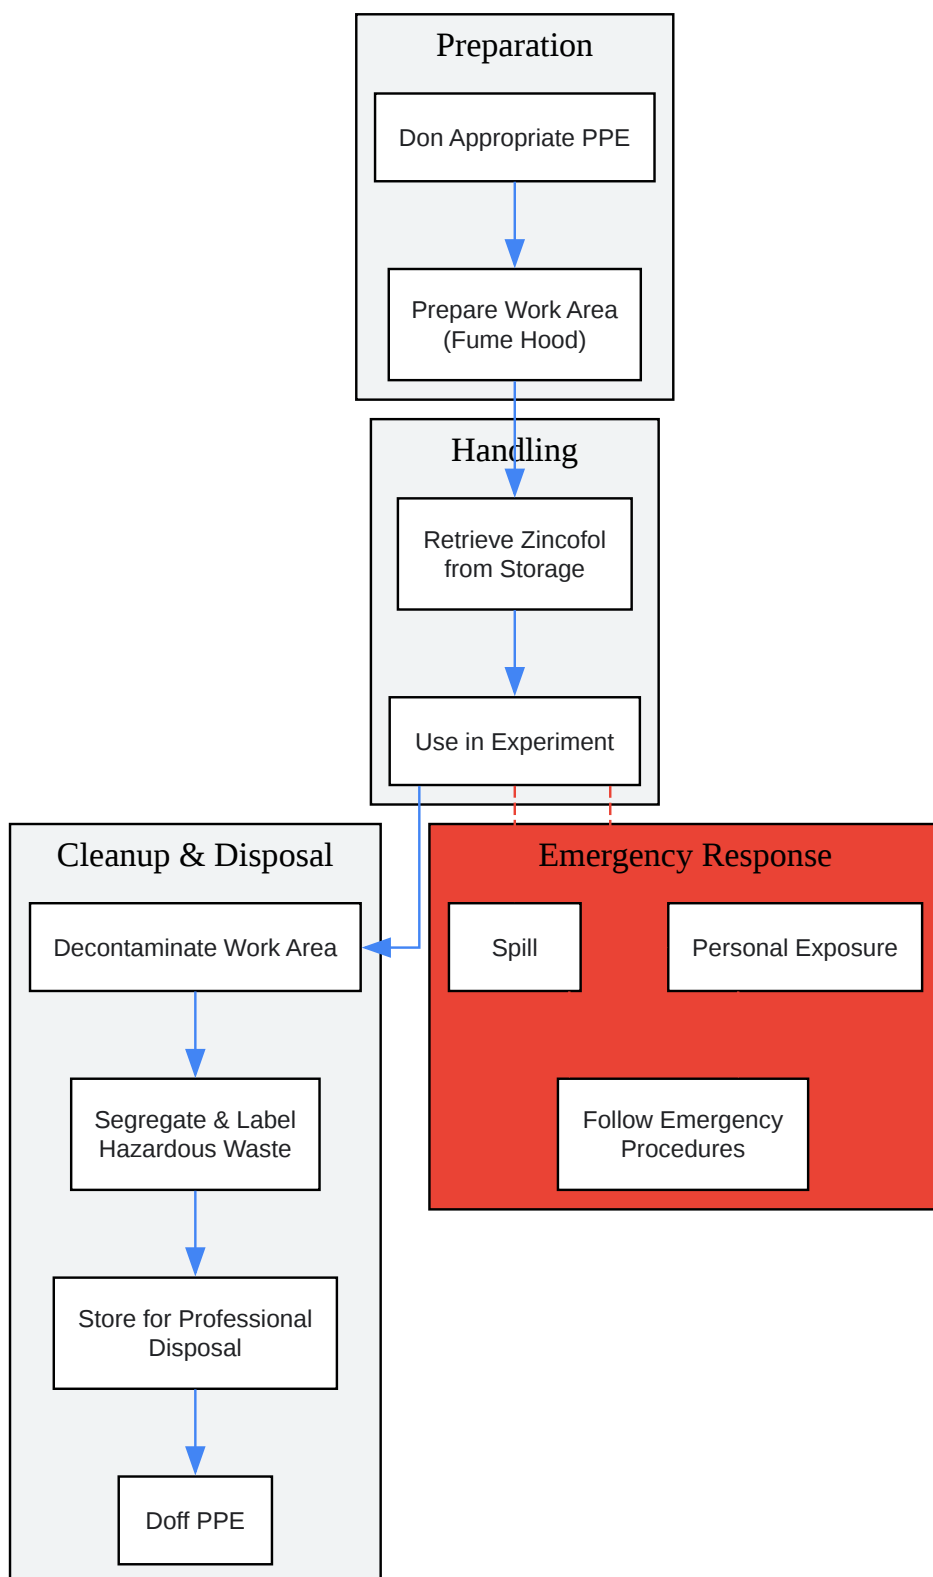 Preparation
Don Appropriate PPE
Prepare Work Area
(Fume Hood)
Handling
Retrieve Zincofol
from Storage
Use in Experiment
Cleanup & Disposal
Decontaminate Work Area
Segregate & Label
Hazardous Waste
Store for Professional
Disposal
Doff PPE
Emergency Response
Spill
Personal Exposure
Follow Emergency
Procedures